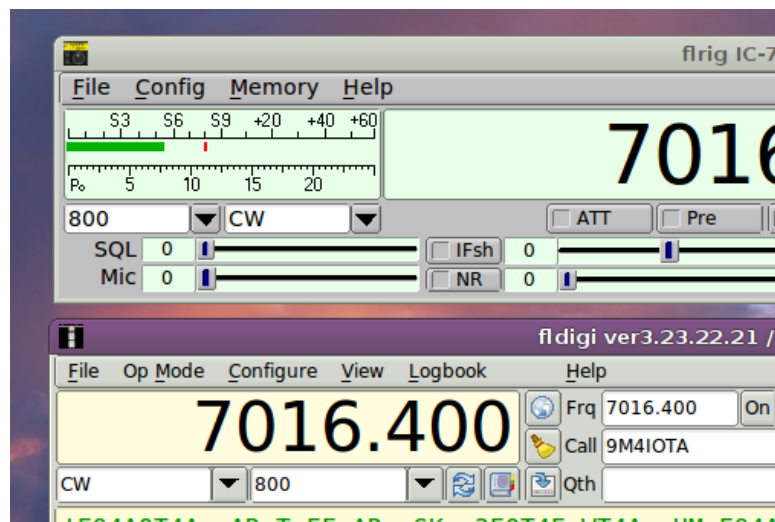 flrig IC-7
File Config Memory Help
S3 S6 S9 +20 +40 +60
7016
Po 5 10 15 20
800 CW ATT Pre
SQL 0 IFsh 0
Mic 0 NR 0
fldigi ver3.23.22.21 /
File Op Mode Configure View Logbook Help
7016.400 Frq 7016.400 On
Call 9M4IOTA
CW 800 Qth